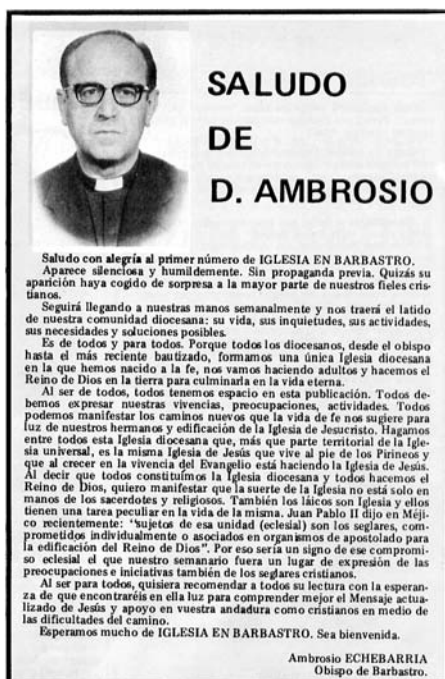 SALUDO
DE
D. AMBROSIO
Saludo con alegría al primer número de IGLESIA EN BARBASTRO.
Aparece silenciosa y humildemente. Sin propaganda previa. Quizás su
aparición haya cogido de sorpresa a la mayor parte de nuestros fieles cris-
tianos.
Seguirá llegando a nuestras manos semanalmente y nos traerá el latido
de nuestra comunidad diocesana: su vida, sus inquietudes, sus actividades,
sus necesidades y soluciones posibles.
Es de todos y para todos. Porque todos los diocesanos, desde el obispo
hasta el más reciente bautizado, formamos una única Iglesia diocesana
en la que hemos nacido a la fe, nos vamos haciendo adultos y hacemos el
Reino de Dios en la tierra para culminarla en la vida eterna.
Al ser de todos, todos tenemos espacio en esta publicación. Todos de-
bemos expresar nuestras vivencias, preocupaciones, actividades. Todos
podemos manifestar los caminos nuevos que la vida de fe nos sugiere para
luz de nuestros hermanos y edificación de la Iglesia de Jesucristo. Hagamos
entre todos esta Iglesia diocesana que, más que parte territorial de la Igle-
sia universal, es la misma Iglesia de Jesús que vive al pie de los Pirineos y
que al crecer en la vivencia del Evangelio está haciendo la Iglesia de Jesús.
Al decir que todos constituímos la Iglesia diocesana y todos hacemos el
Reino de Dios, quiero manifestar que la suerte de la Iglesia no está solo en
manos de los sacerdotes y religiosos. También los láicos son Iglesia y ellos
tienen una tarea peculiar en la vida de la misma. Juan Pablo II dijo en Méji-
co recientemente: "sujetos de esa unidad (eclesial) son los seglares, com-
prometidos individualmente o asociados en organismos de apostolado para
la edificación del Reino de Dios". Por eso sería un signo de ese compromi-
so eclesial el que nuestro semanario fuera un lugar de expresión de las
preocupaciones e iniciativas también de los seglares cristianos.
Al ser para todos, quisiera recomendar a todos su lectura con la esperan-
za de que encontraréis en ella luz para comprender mejor el Mensaje actua-
lizado de Jesús y apoyo en vuestra andadura como cristianos en medio de
las dificultades del camino.
Esperamos mucho de IGLESIA EN BARBASTRO. Sea bienvenida.
Ambrosio ECHEBARRIA
Obispo de Barbastro.